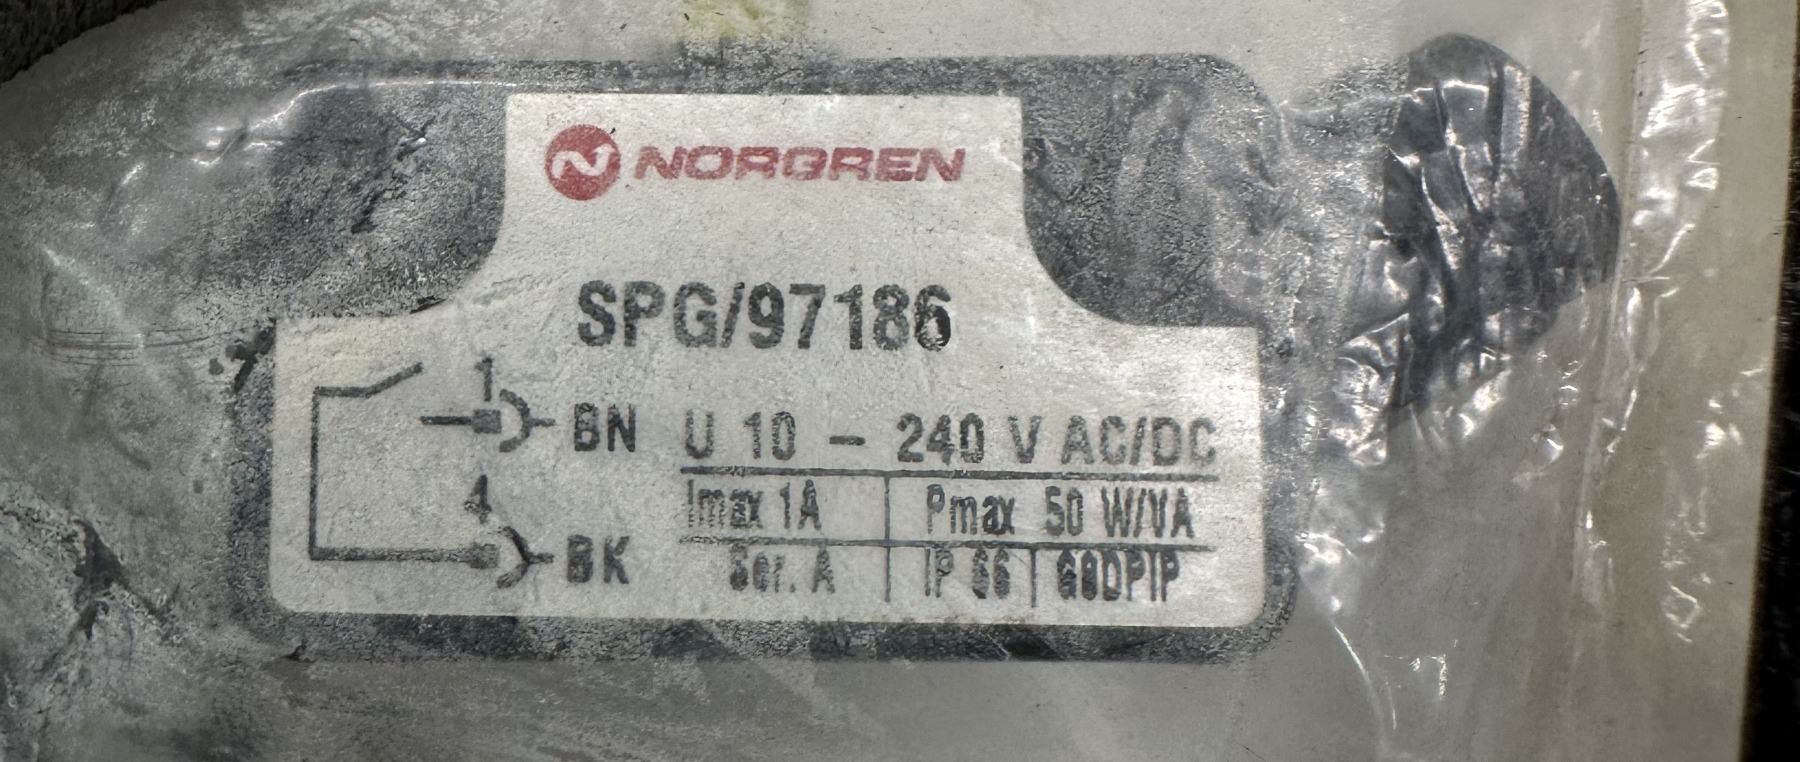 NORGREN
SPG/97186
1
BN U 10 - 240 V AC/DC
4
Imax 1A Pmax 50 W/VA
BK Ser. A IP 66